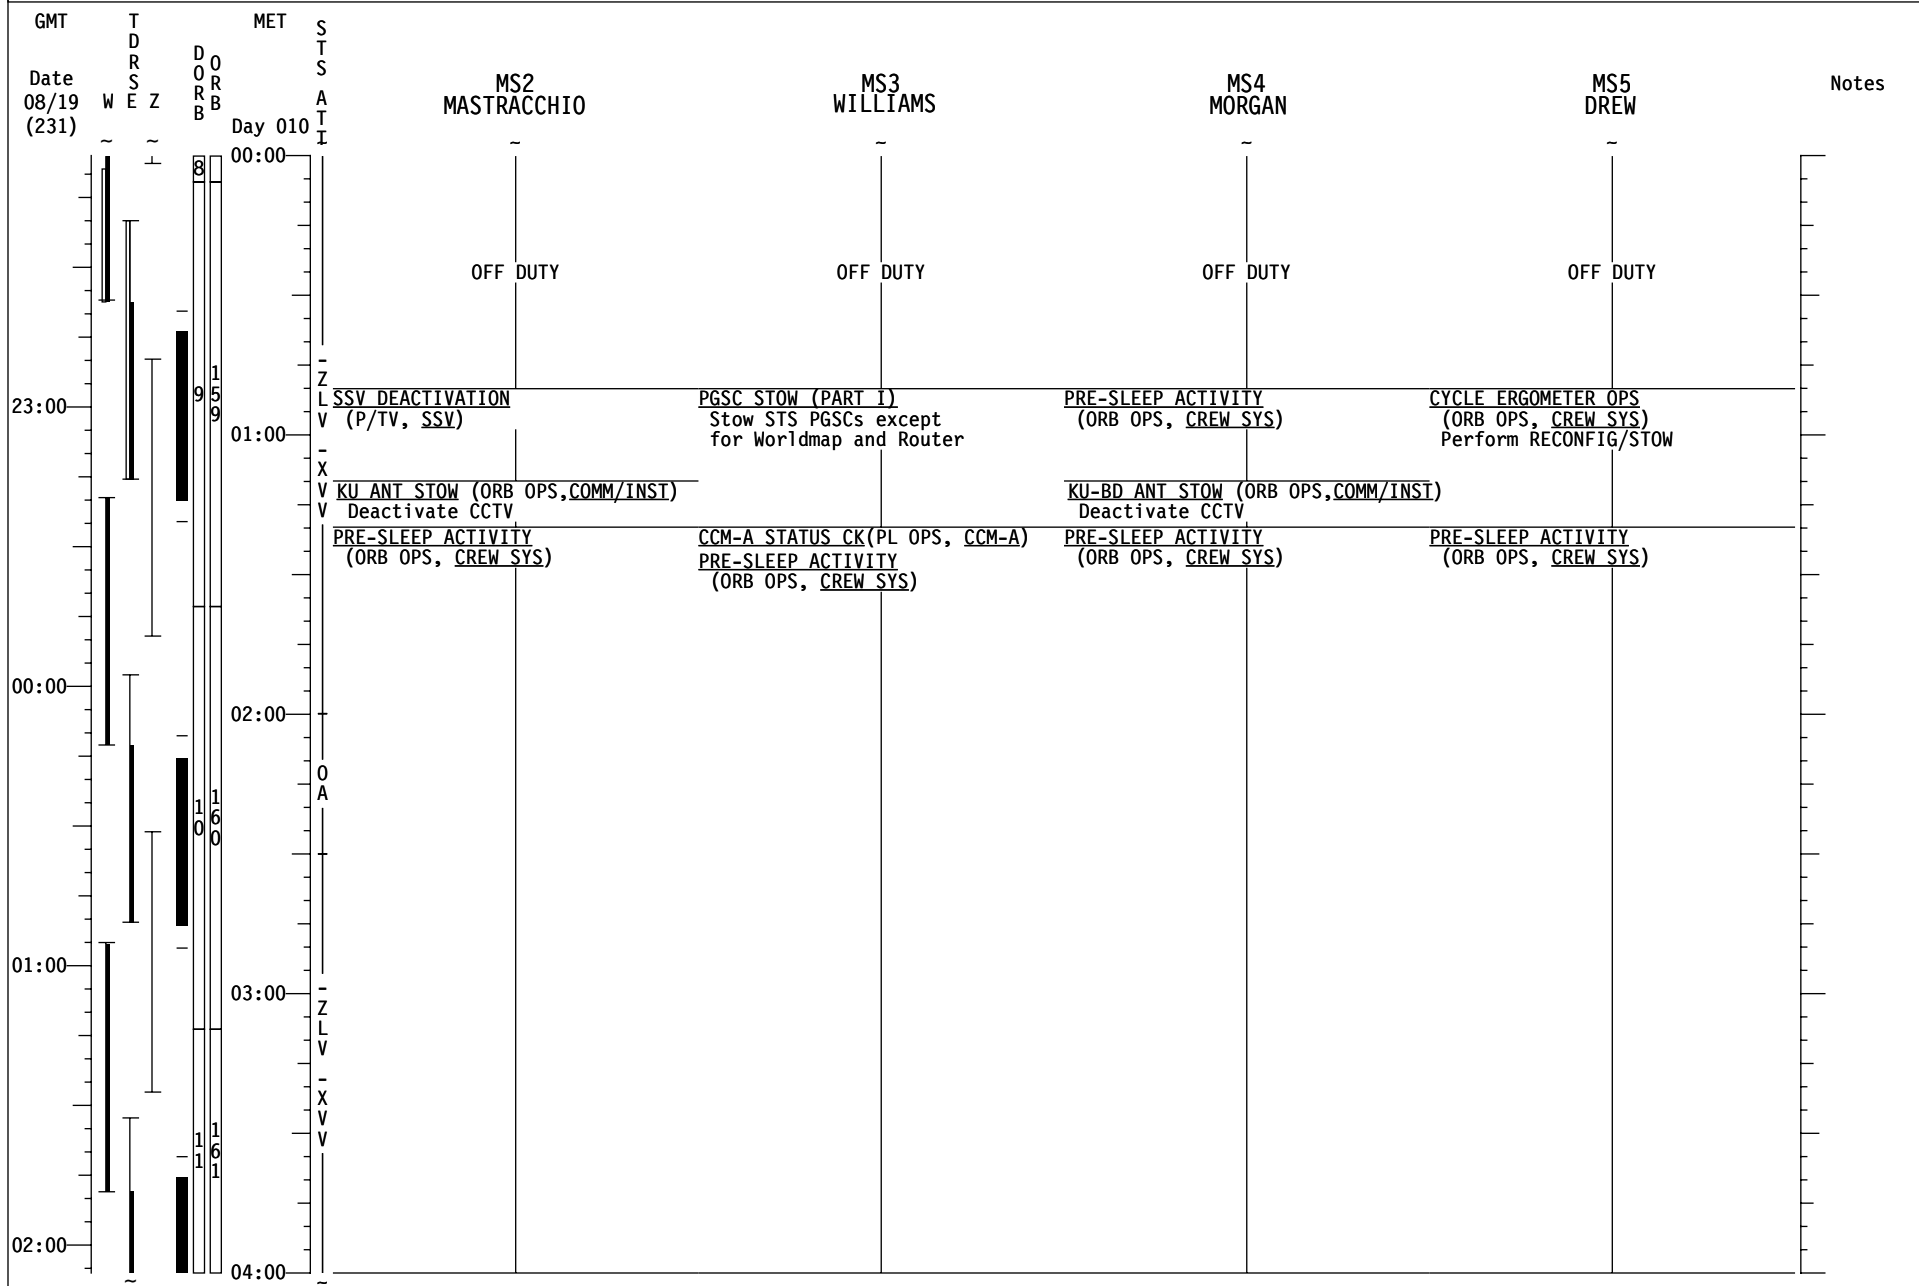 GMT
TDRS
MET
STS ATT
DORB
ORB
Date
08/19
(231)
W E Z
Day 010
MS2
MASTRACCHIO
MS3
WILLIAMS
MS4
MORGAN
MS5
DREW
Notes
~ ~ ~ ~ ~ ~
00:00
8
OFF DUTY OFF DUTY OFF DUTY OFF DUTY
-ZLV
-XVV
9
159
23:00
01:00
SSV DEACTIVATION
(P/TV, SSV)
PGSC STOW (PART I)
Stow STS PGSCs except
for Worldmap and Router
PRE-SLEEP ACTIVITY
(ORB OPS, CREW SYS)
CYCLE ERGOMETER OPS
(ORB OPS, CREW SYS)
Perform RECONFIG/STOW
KU ANT STOW (ORB OPS,COMM/INST)
Deactivate CCTV
KU-BD ANT STOW (ORB OPS,COMM/INST)
Deactivate CCTV
PRE-SLEEP ACTIVITY
(ORB OPS, CREW SYS)
CCM-A STATUS CK(PL OPS, CCM-A)
PRE-SLEEP ACTIVITY
(ORB OPS, CREW SYS)
PRE-SLEEP ACTIVITY
(ORB OPS, CREW SYS)
PRE-SLEEP ACTIVITY
(ORB OPS, CREW SYS)
00:00
02:00
OA
10
160
01:00
03:00
-ZLV
-XVV
11
161
02:00
04:00
~ ~